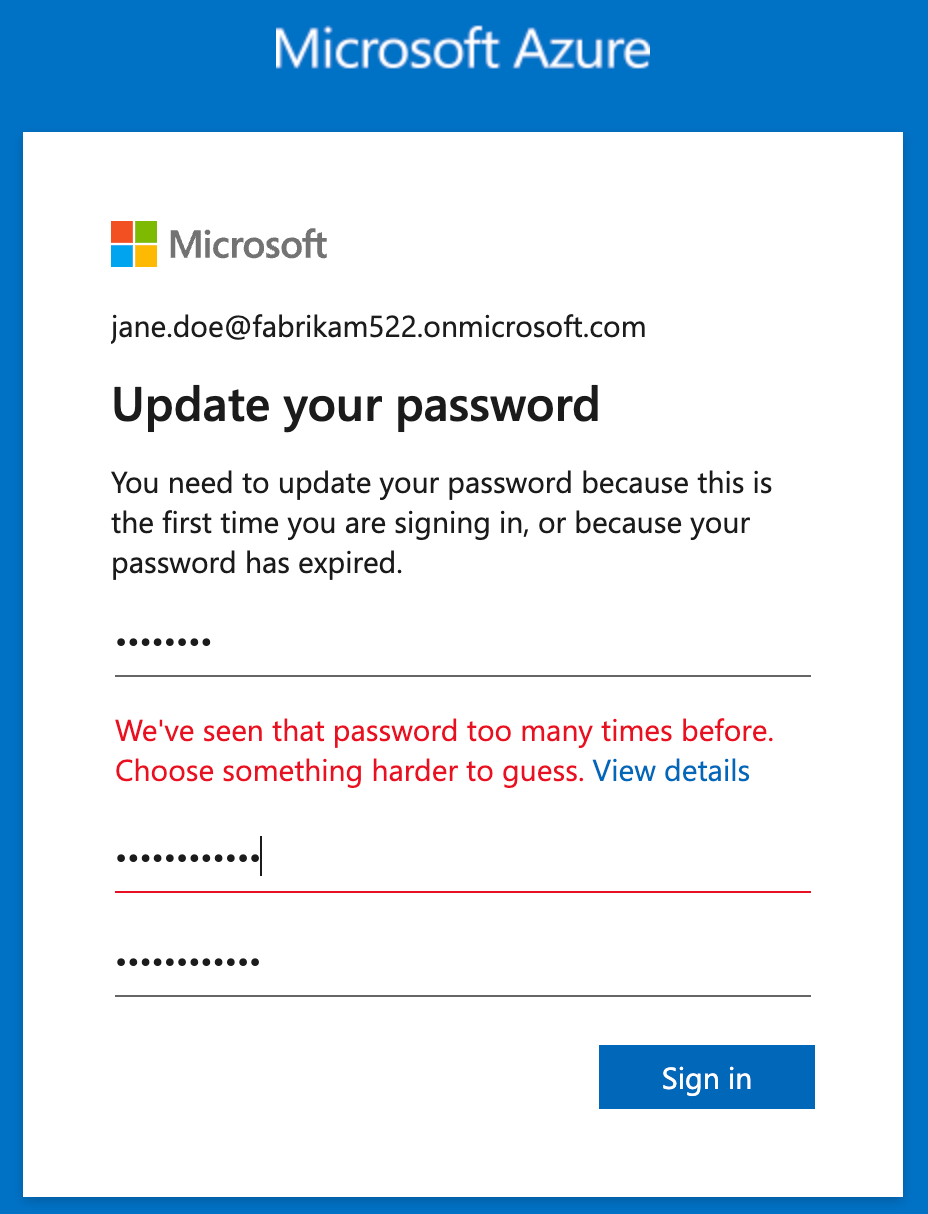 Microsoft Azure
Microsoft
jane.doe@fabrikam522.onmicrosoft.com
Update your password
You need to update your password because this is
the first time you are signing in, or because your
password has expired.
••••••••
We've seen that password too many times before.
Choose something harder to guess. View details
••••••••••••
••••••••••••
Sign in